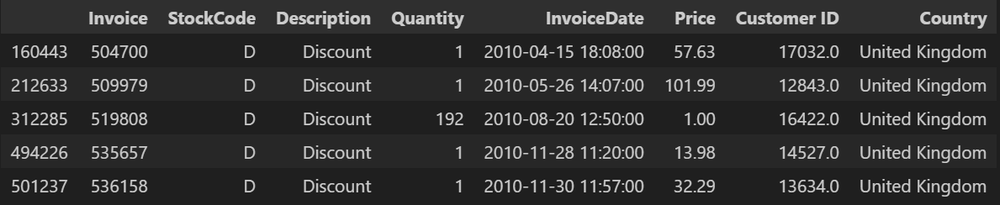 Invoice StockCode Description Quantity InvoiceDate Price Customer ID Country
160443 504700 D Discount 1 2010-04-15 18:08:00 57.63 17032.0 United Kingdom
212633 509979 D Discount 1 2010-05-26 14:07:00 101.99 12843.0 United Kingdom
312285 519808 D Discount 192 2010-08-20 12:50:00 1.00 16422.0 United Kingdom
494226 535657 D Discount 1 2010-11-28 11:20:00 13.98 14527.0 United Kingdom
501237 536158 D Discount 1 2010-11-30 11:57:00 32.29 13634.0 United Kingdom